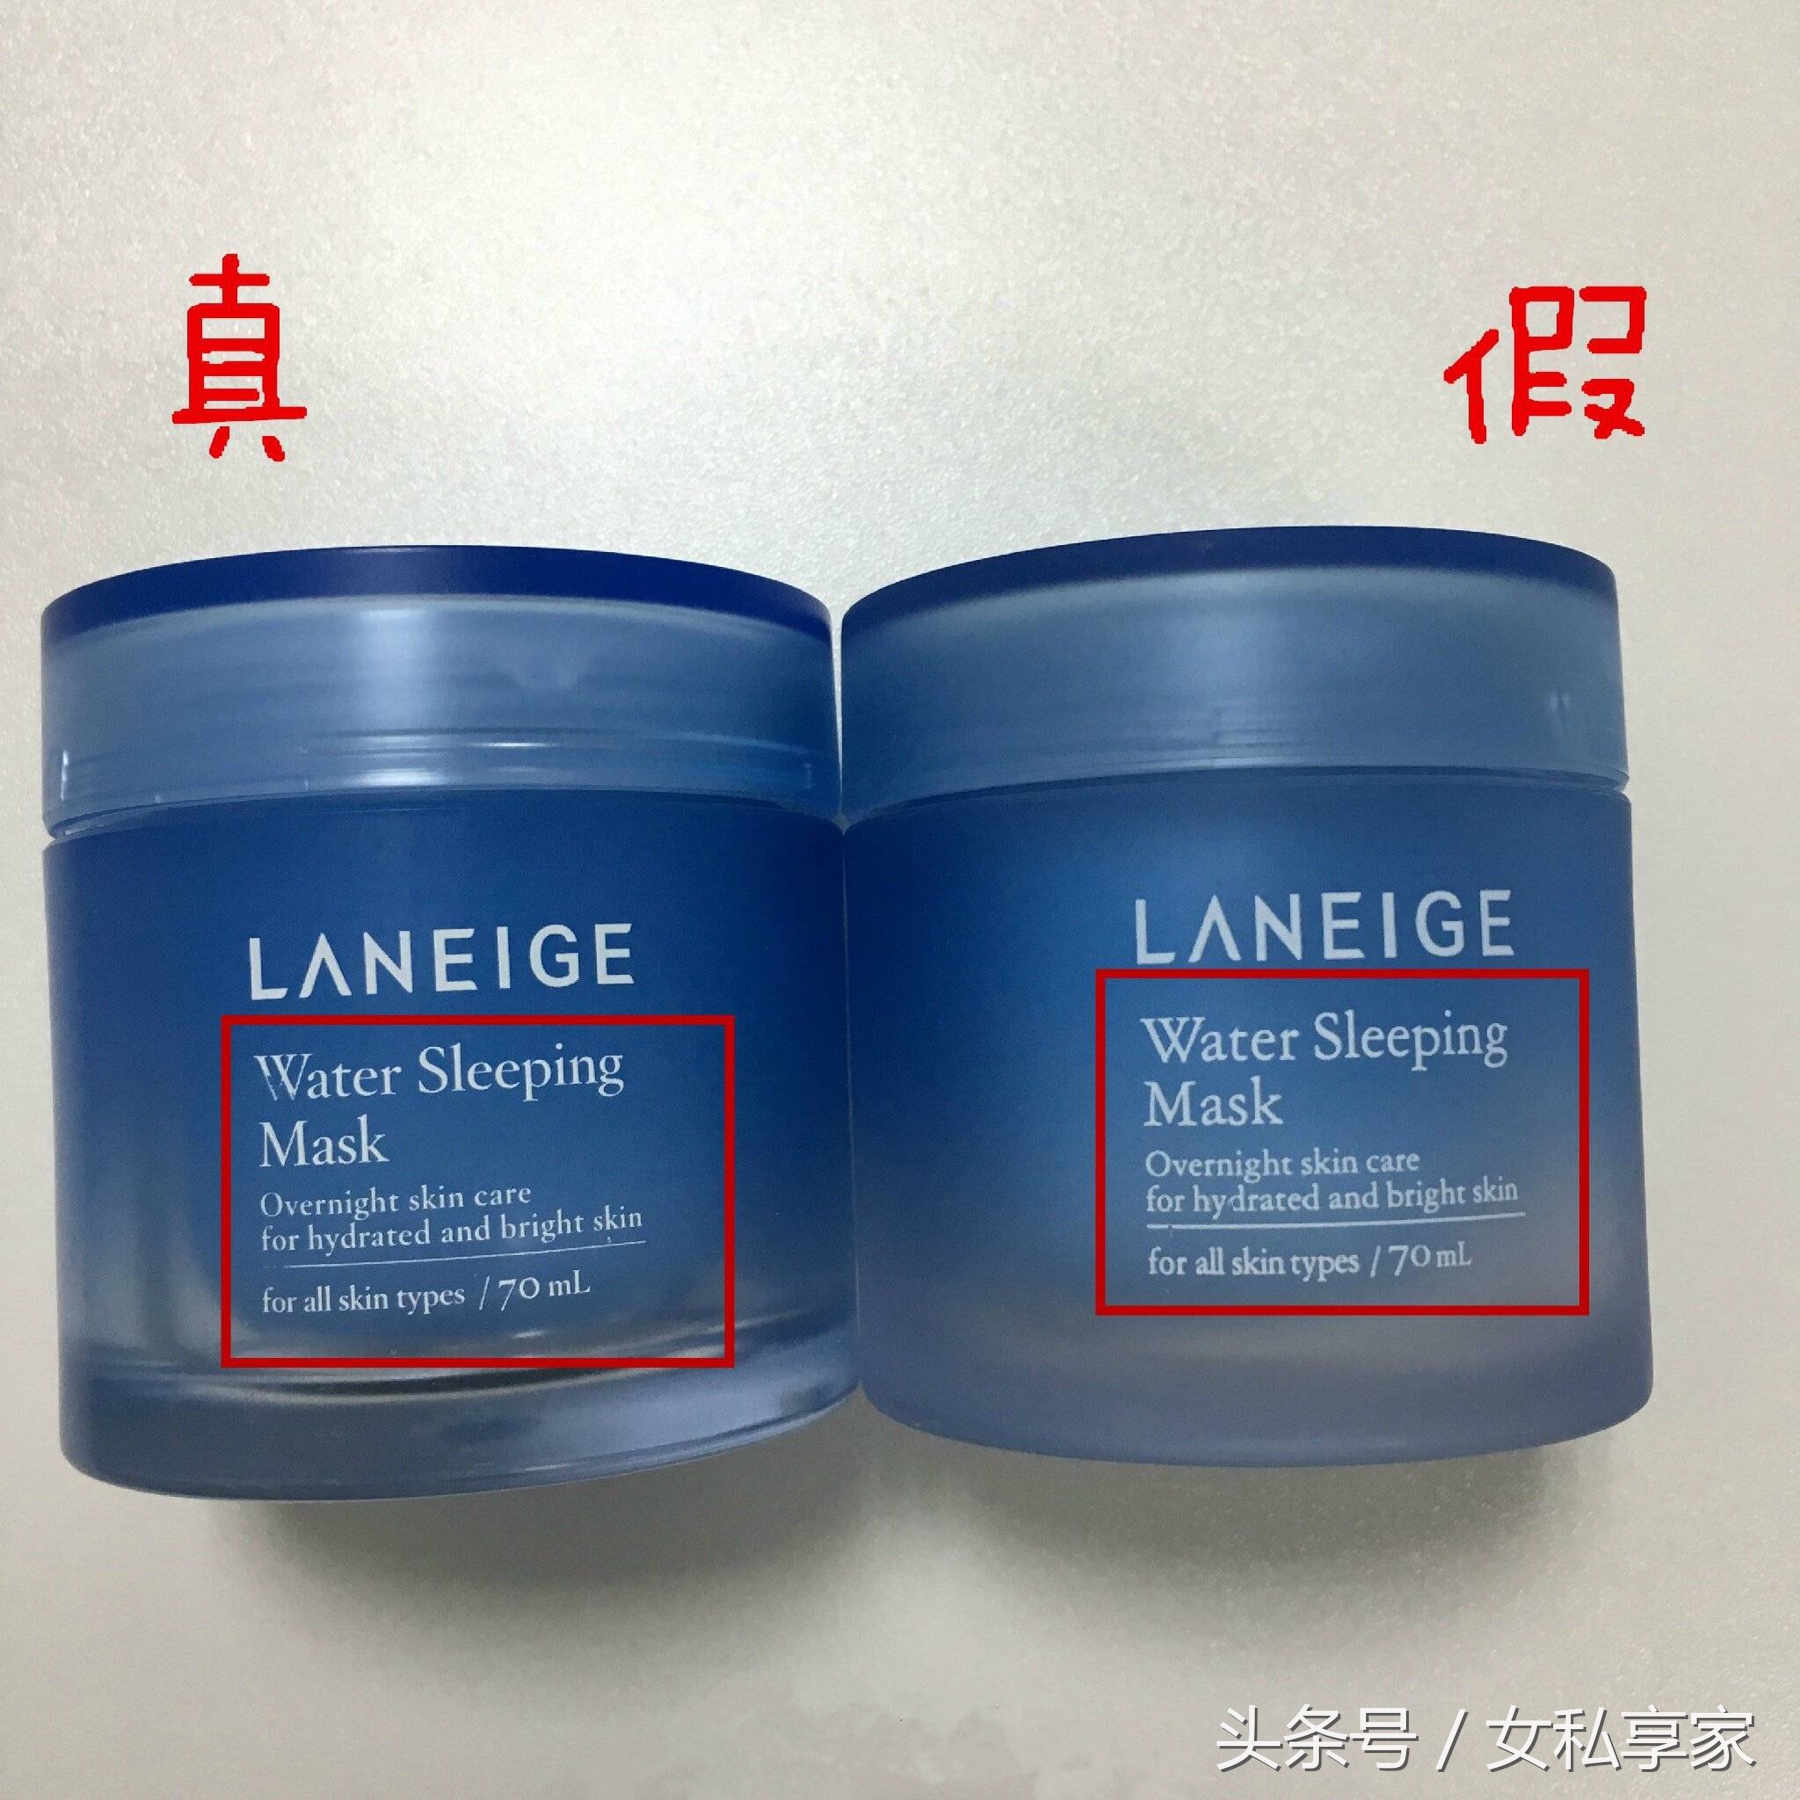 真
假
LANEIGE
Water Sleeping
Mask
Overnight skin care
for hydrated and bright skin
for all skin types / 70 mL
LANEIGE
Water Sleeping
Mask
Overnight skin care
for hydrated and bright skin
for all skin types / 70 mL
头条号 / 女私享家